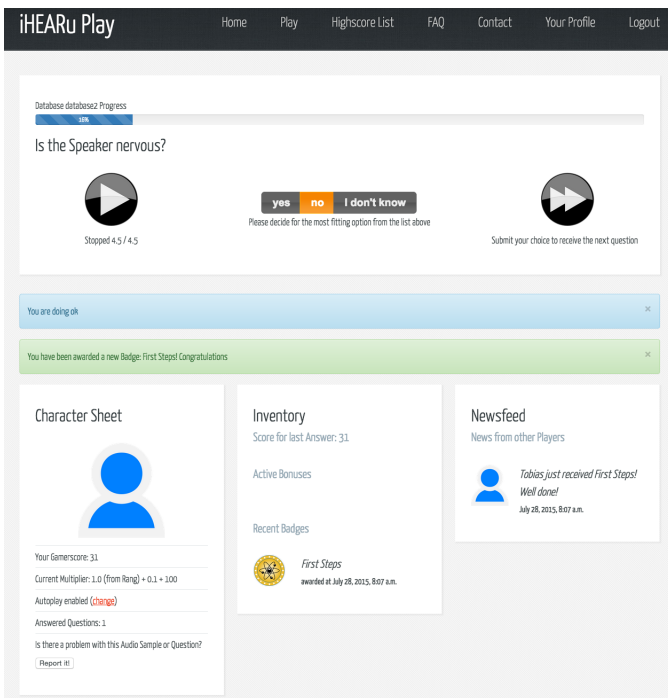 iHEARu Play
Home Play Highscore List FAQ Contact Your Profile Logout
Database database2 Progress
16%
Is the Speaker nervous?
yes no I don't know
Stopped 4.5 / 4.5
Please decide for the most fitting option from the list above
Submit your choice to receive the next question
You are doing ok ×
You have been awarded a new Badge: First Steps! Congratulations ×
Character Sheet
Your Gamerscore: 31
Current Multiplier: 1.0 (from Rang) + 0.1 + 100
Autoplay enabled (change)
Answered Questions: 1
Is there a problem with this Audio Sample or Question?
Report it!
Inventory
Score for last Answer: 31
Active Bonuses
Recent Badges
First Steps
awarded at July 28, 2015, 8:07 a.m.
Newsfeed
News from other Players
Tobias just received First Steps!
Well done!
July 28, 2015, 8:07 a.m.